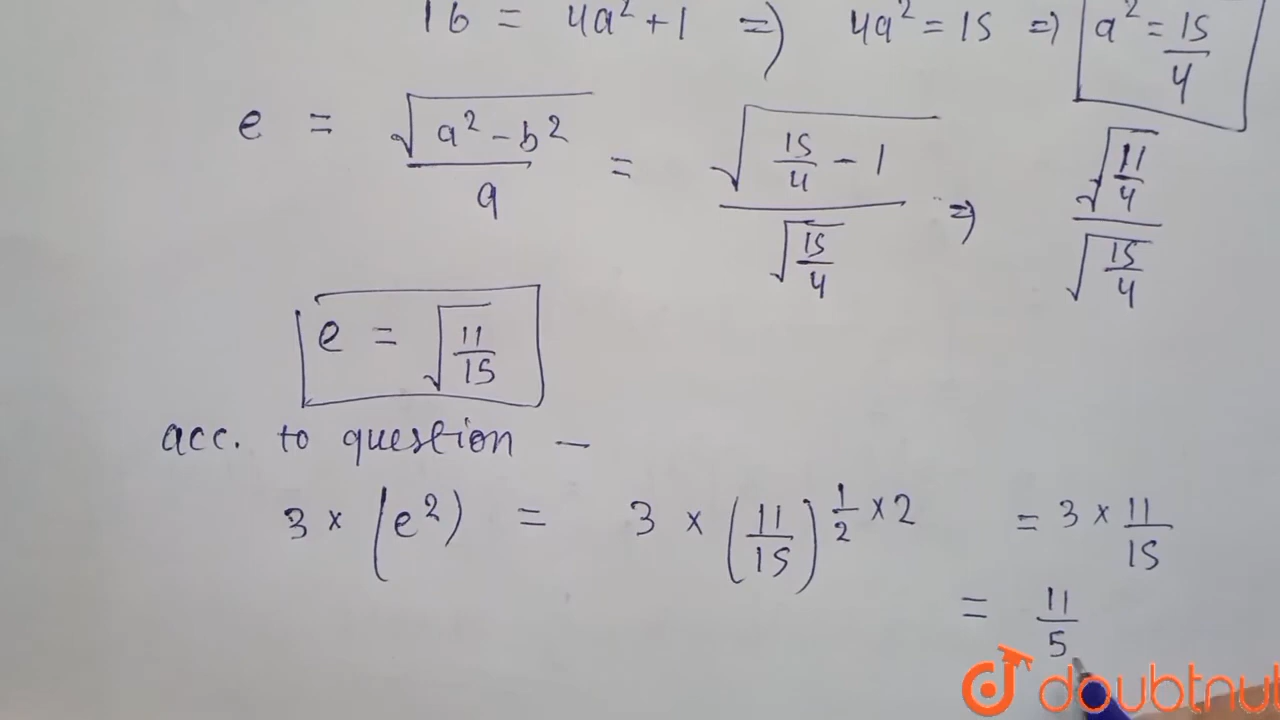 16 = 4a² + 1 ⇒ 4a² = 15 ⇒ a² = 15/4
e = √(a² - b²)/a = √(15/4 - 1)/√(15/4) ⇒ √(11/4)/√(15/4)
e = √(11/15)
acc. to question —
3 × (e²) = 3 × (11/15)^(1/2 × 2) = 3 × 11/15
= 11/5
doubtnut